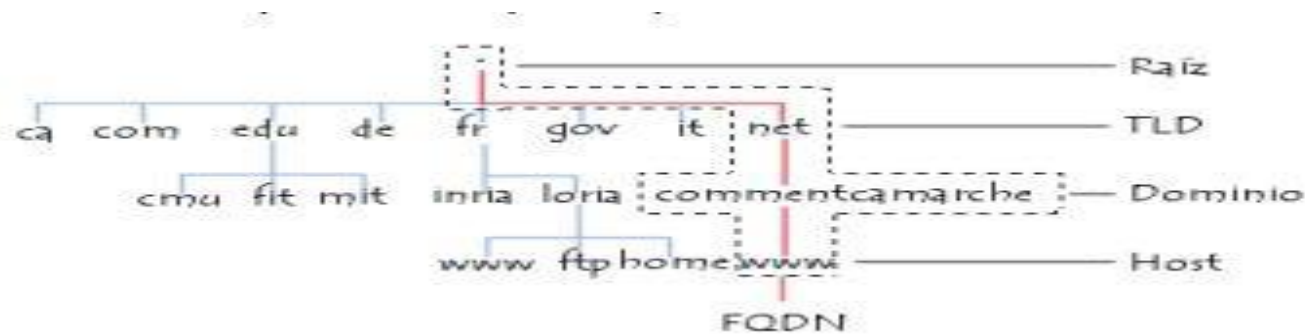 . Raíz
ca com edu de fr gov it net TLD
cmu fit mit inria loria commentcamarche Dominio
www ftp home www Host
FQDN